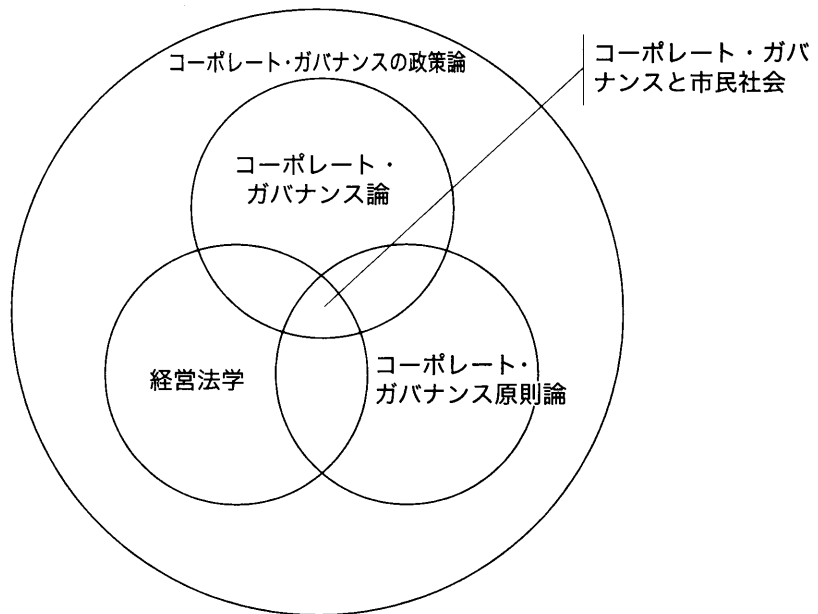 コーポレート・ガバナンスの政策論
コーポレート・ガバ
ナンスと市民社会
コーポレート・
ガバナンス論
経営法学
コーポレート・
ガバナンス原則論